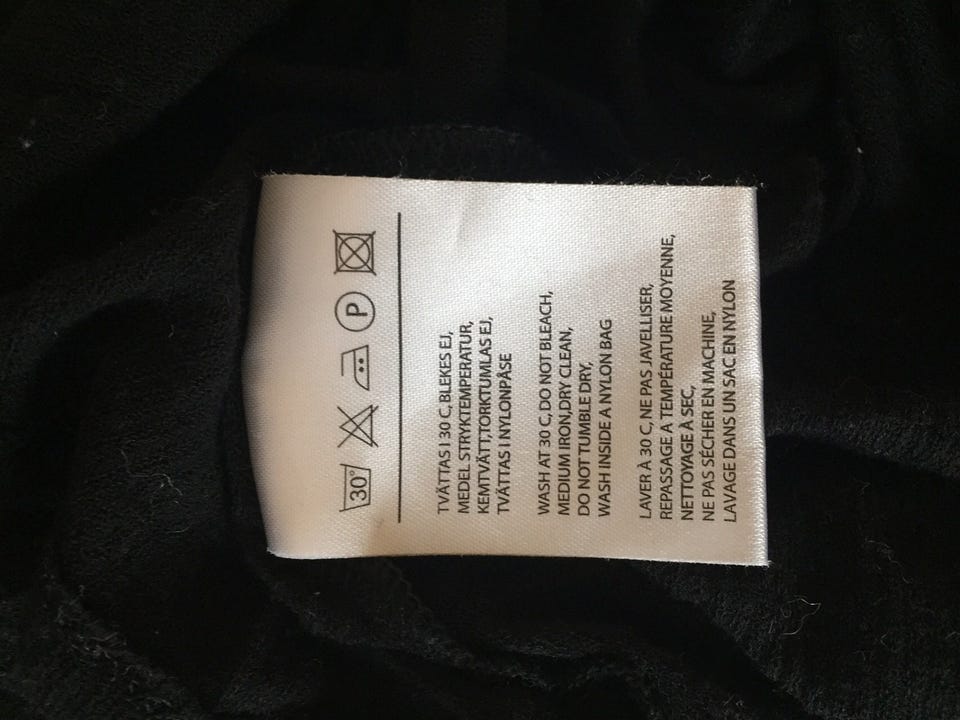 30°
P
TVÄTTAS I 30 C,BLEKES EJ,
MEDEL STRYKTEMPERATUR,
KEMTVÄTT,TORKTUMLAS EJ,
TVÄTTAS I NYLONPÅSE
WASH AT 30 C, DO NOT BLEACH,
MEDIUM IRON,DRY CLEAN,
DO NOT TUMBLE DRY,
WASH INSIDE A NYLON BAG
LAVER À 30 C, NE PAS JAVELLISER,
REPASSAGE A TEMPÉRATURE MOYENNE,
NETTOYAGE À SEC,
NE PAS SÉCHER EN MACHINE,
LAVAGE DANS UN SAC EN NYLON